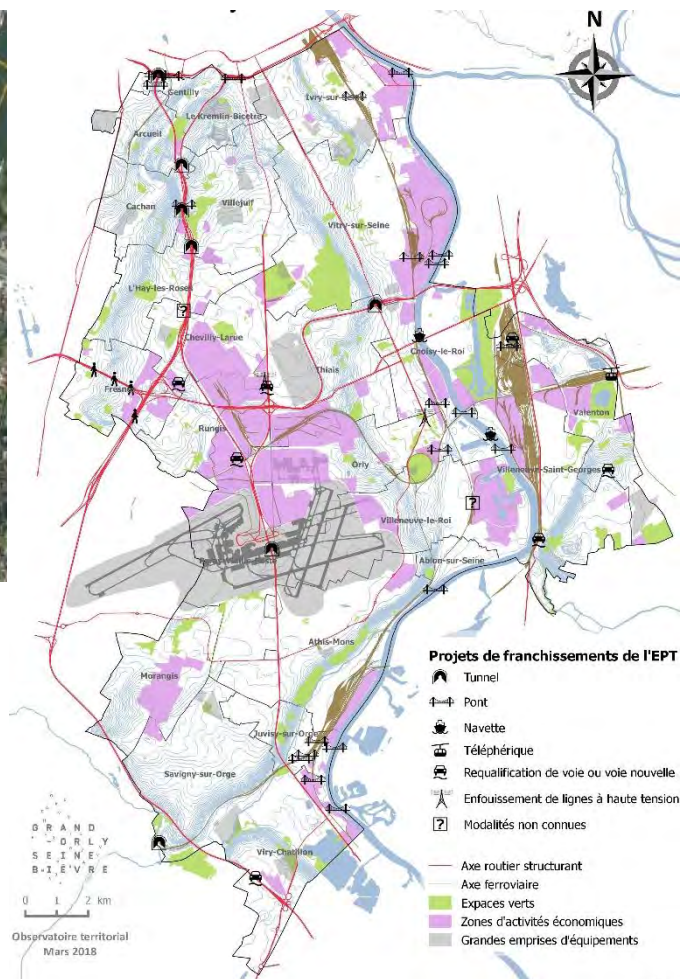 N
Gentilly
Ivry-sur-Seine
Le Kremlin-Bicêtre
Arcueil
Cachan
Villejuif
Vitry-sur-Seine
L'Hay-les-Roses
Chevilly-Larue
Choisy-le-Roi
Thiais
Fresnes
Valenton
Rungis
Orly
Villeneuve-Saint-Georges
Villeneuve-le-Roi
Ablon-sur-Seine
Athis-Mons
Morangis
Juvisy-sur-Orge
Savigny-sur-Orge
Viry-Chatillon
Projets de franchissements de l'EPT
Tunnel
Pont
Navette
Téléphérique
Requalification de voie ou voie nouvelle
Enfouissement de lignes à haute tension
? Modalités non connues
Axe routier structurant
Axe ferroviaire
Espaces verts
Zones d'activités économiques
Grandes emprises d'équipements
GRAND
ORLY
SEINE
BIÈVRE
0 1 2 km
Observatoire territorial
Mars 2018